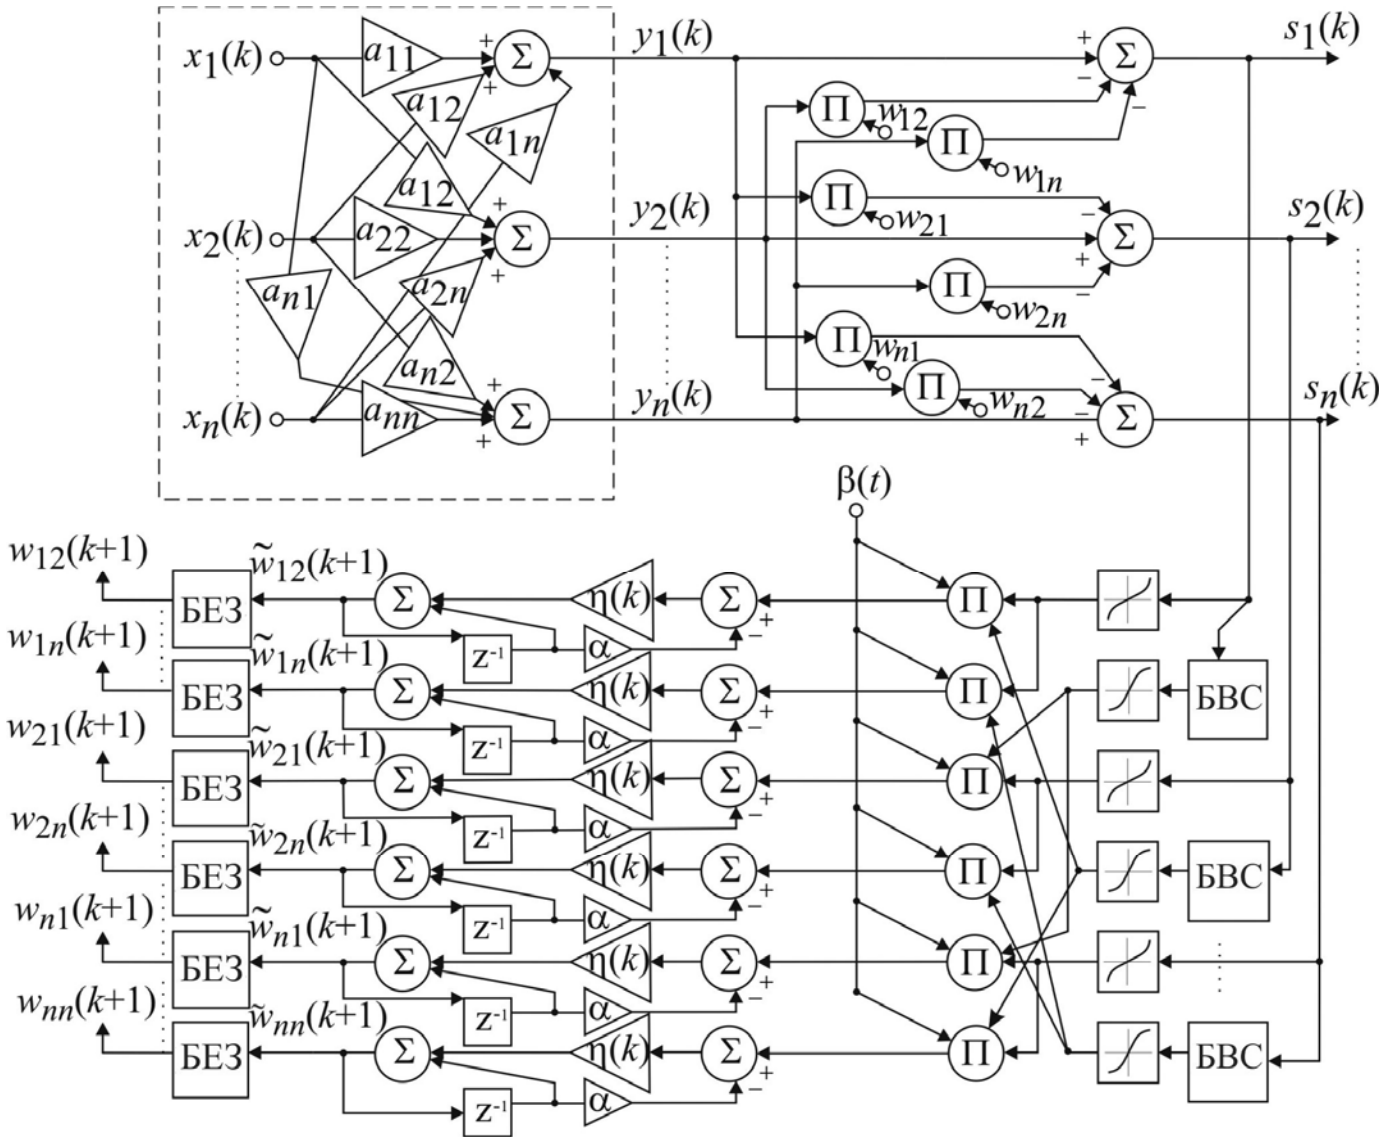 x1(k)
a11
+
Σ
y1(k)
+
Σ
s1(k)
−
a12
+
a1n
Π
w12
−
Π
w1n
a12
+
Π
w21
−
x2(k)
a22
Σ
y2(k)
Σ
s2(k)
+
+
an1
a2n
Π
w2n
−
Π
wn1
an2
Π
wn2
−
+
−
xn(k)
ann
Σ
yn(k)
Σ
sn(k)
+
+
β(t)
w12(k+1)
БЕЗ
w̃12(k+1)
Σ
η(k)
Σ
+
−
Π
z-1
α
w1n(k+1)
БЕЗ
w̃1n(k+1)
Σ
η(k)
Σ
+
−
Π
БВС
z-1
α
w21(k+1)
БЕЗ
w̃21(k+1)
Σ
η(k)
Σ
+
−
Π
z-1
α
w2n(k+1)
БЕЗ
w̃2n(k+1)
Σ
η(k)
Σ
+
−
Π
БВС
z-1
α
wn1(k+1)
БЕЗ
w̃n1(k+1)
Σ
η(k)
Σ
+
−
Π
z-1
α
wnn(k+1)
БЕЗ
w̃nn(k+1)
Σ
η(k)
Σ
+
−
Π
БВС
z-1
α